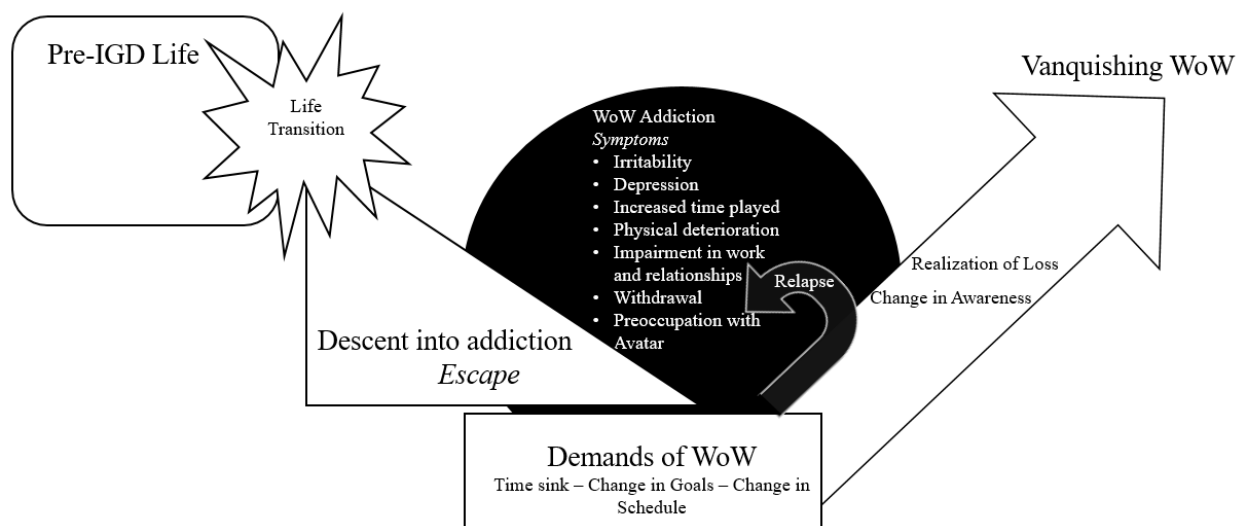 Pre-IGD Life
Life
Transition
Descent into addiction
Escape
WoW Addiction
Symptoms
• Irritability
• Depression
• Increased time played
• Physical deterioration
• Impairment in work
and relationships
• Withdrawal
• Preoccupation with
Avatar
Relapse
Demands of WoW
Time sink – Change in Goals – Change in
Schedule
Realization of Loss
Change in Awareness
Vanquishing WoW